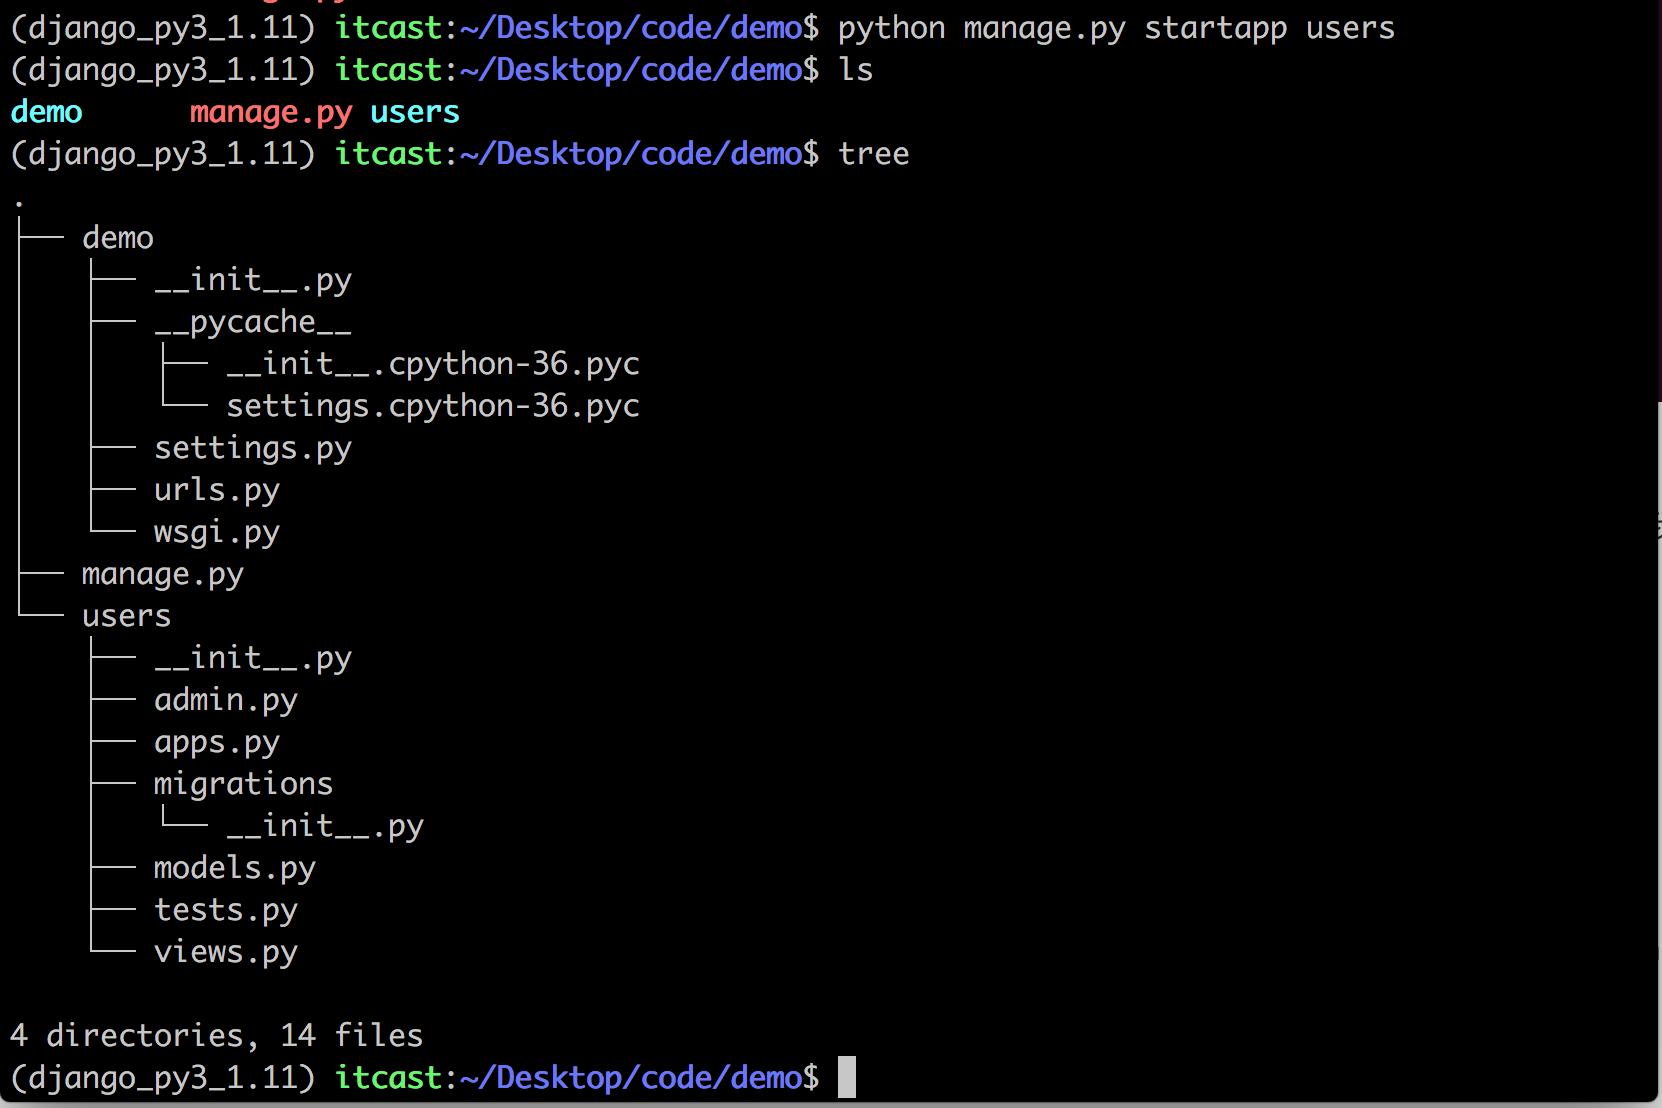 (django_py3_1.11) itcast:~/Desktop/code/demo$ python manage.py startapp users
(django_py3_1.11) itcast:~/Desktop/code/demo$ ls
demo      manage.py users
(django_py3_1.11) itcast:~/Desktop/code/demo$ tree
.
├── demo
│   ├── __init__.py
│   ├── __pycache__
│   │   ├── __init__.cpython-36.pyc
│   │   └── settings.cpython-36.pyc
│   ├── settings.py
│   ├── urls.py
│   └── wsgi.py
├── manage.py
└── users
    ├── __init__.py
    ├── admin.py
    ├── apps.py
    ├── migrations
    │   └── __init__.py
    ├── models.py
    ├── tests.py
    └── views.py
4 directories, 14 files
(django_py3_1.11) itcast:~/Desktop/code/demo$